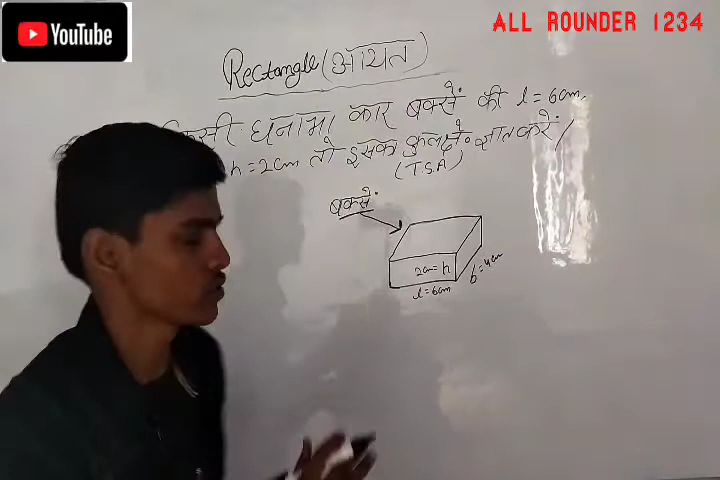 YouTube
ALL ROUNDER 1234
Rectangle (आयत)
किसी घनाभा कार बक्सें की l = 6cm,
h = 2cm तो इसका कुल क्षे॰ ज्ञात करें/
(T.S.A)
बक्सें
2cm = h
b = 4cm
l = 6cm